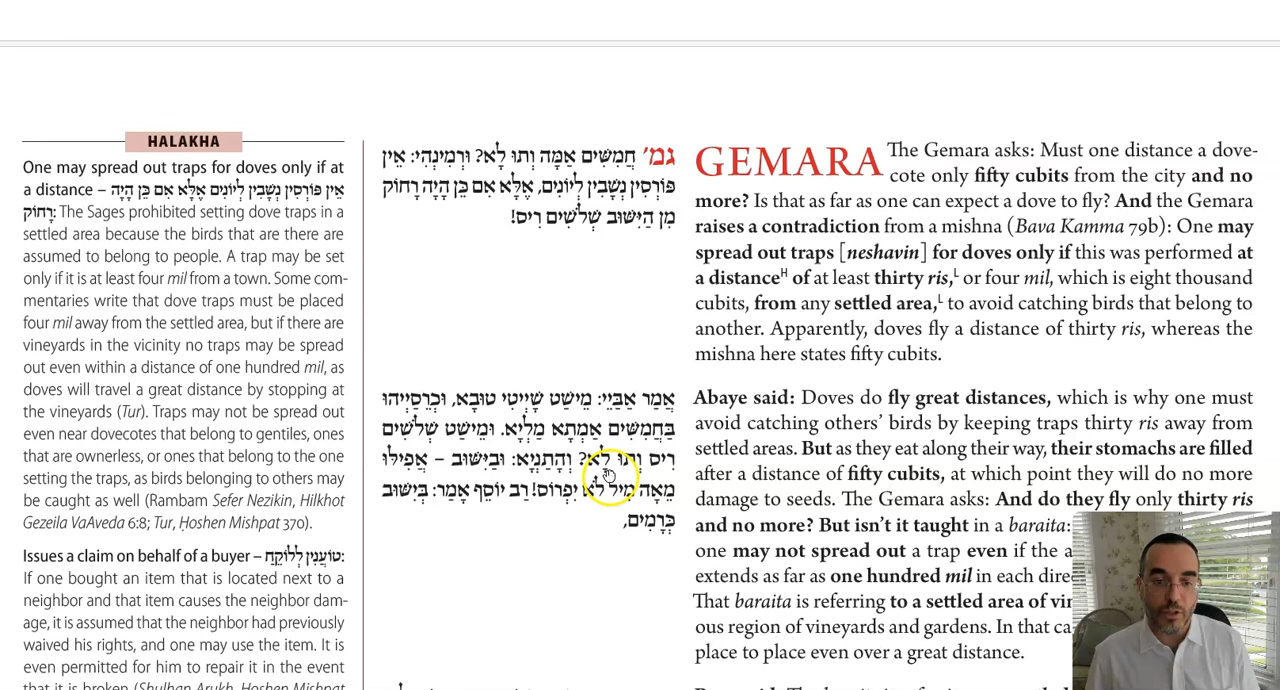 HALAKHA
One may spread out traps for doves only if at
a distance – אֵין פּוֹרְסִין נְשָׁבִין לְיוֹנִים אֶלָּא אִם כֵּן הָיָה
רָחוֹק: The Sages prohibited setting dove traps in a
settled area because the birds that are there are
assumed to belong to people. A trap may be set
only if it is at least four mil from a town. Some com-
mentaries write that dove traps must be placed
four mil away from the settled area, but if there are
vineyards in the vicinity no traps may be spread
out even within a distance of one hundred mil, as
doves will travel a great distance by stopping at
the vineyards (Tur). Traps may not be spread out
even near dovecotes that belong to gentiles, ones
that are ownerless, or ones that belong to the one
setting the traps, as birds belonging to others may
be caught as well (Rambam Sefer Nezikin, Hilkhot
Gezeila VaAveda 6:8; Tur, Hoshen Mishpat 370).
Issues a claim on behalf of a buyer – טוֹעֲנִין לְלוֹקֵחַ:
If one bought an item that is located next to a
neighbor and that item causes the neighbor dam-
age, it is assumed that the neighbor had previously
waived his rights, and one may use the item. It is
even permitted for him to repair it in the event
that it is broken (Shulhan Arukh, Hoshen Mishpat
גמ׳ חֲמִשִּׁים אַמָּה וְתוּ לָא? וּרְמִינְהִי: אֵין
פּוֹרְסִין נְשָׁבִין לְיוֹנִים, אֶלָּא אִם כֵּן הָיָה רָחוֹק
מִן הַיִּישּׁוּב שְׁלֹשִׁים רִיס!
אֲמַר אַבַּיֵי: מֵישַׁט שָׁיְיטִי טוּבָא, וּכְרֵסַיְיהוּ
בַּחֲמִשִּׁים אַמְּתָא מַלְיָא. וּמֵישַׁט שְׁלֹשִׁים
רִיס וְתוּ לָא? וְהָתַנְיָא: וּבַיִּישּׁוּב – אֲפִילּוּ
מֵאָה מִיל לֹא יִפְרוֹס! רַב יוֹסֵף אָמַר: בְּיִישּׁוּב
כְּרָמִים,
GEMARA The Gemara asks: Must one distance a dove-
cote only fifty cubits from the city and no
more? Is that as far as one can expect a dove to fly? And the Gemara
raises a contradiction from a mishna (Bava Kamma 79b): One may
spread out traps [neshavin] for doves only if this was performed at
a distanceᴴ of at least thirty ris,ᴸ or four mil, which is eight thousand
cubits, from any settled area,ᴸ to avoid catching birds that belong to
another. Apparently, doves fly a distance of thirty ris, whereas the
mishna here states fifty cubits.
Abaye said: Doves do fly great distances, which is why one must
avoid catching others’ birds by keeping traps thirty ris away from
settled areas. But as they eat along their way, their stomachs are filled
after a distance of fifty cubits, at which point they will do no more
damage to seeds. The Gemara asks: And do they fly only thirty ris
and no more? But isn’t it taught in a baraita:
one may not spread out a trap even if the a
extends as far as one hundred mil in each dire
That baraita is referring to a settled area of vin
ous region of vineyards and gardens. In that ca
place to place even over a great distance.